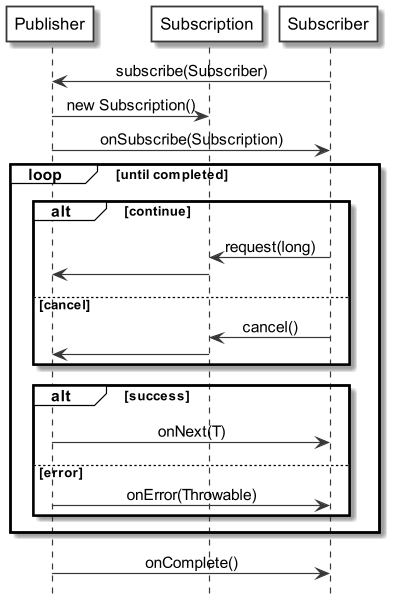 Publisher
Subscription
Subscriber
subscribe(Subscriber)
new Subscription()
onSubscribe(Subscription)
loop [until completed]
alt [continue]
request(long)
[cancel]
cancel()
alt [success]
onNext(T)
[error]
onError(Throwable)
onComplete()